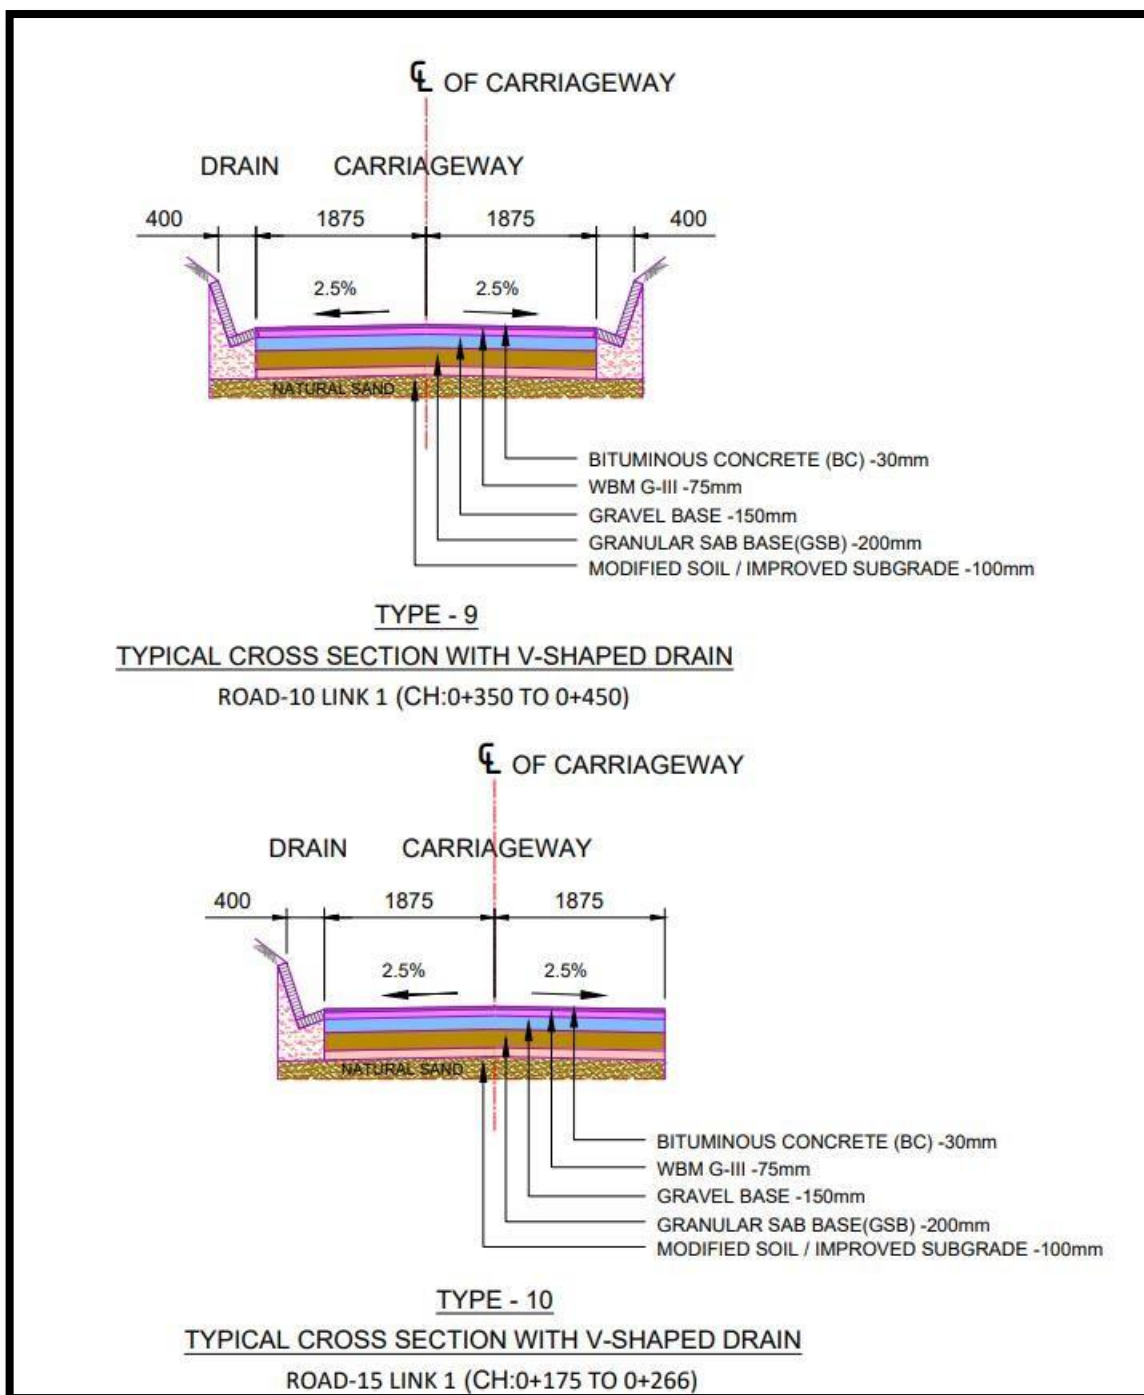 ℄ OF CARRIAGEWAY
DRAIN CARRIAGEWAY
400 1875 1875 400
2.5% 2.5%
NATURAL SAND
BITUMINOUS CONCRETE (BC) -30mm
WBM G-III -75mm
GRAVEL BASE -150mm
GRANULAR SAB BASE(GSB) -200mm
MODIFIED SOIL / IMPROVED SUBGRADE -100mm
TYPE - 9
TYPICAL CROSS SECTION WITH V-SHAPED DRAIN
ROAD-10 LINK 1 (CH:0+350 TO 0+450)
℄ OF CARRIAGEWAY
DRAIN CARRIAGEWAY
400 1875 1875
2.5% 2.5%
NATURAL SAND
BITUMINOUS CONCRETE (BC) -30mm
WBM G-III -75mm
GRAVEL BASE -150mm
GRANULAR SAB BASE(GSB) -200mm
MODIFIED SOIL / IMPROVED SUBGRADE -100mm
TYPE - 10
TYPICAL CROSS SECTION WITH V-SHAPED DRAIN
ROAD-15 LINK 1 (CH:0+175 TO 0+266)